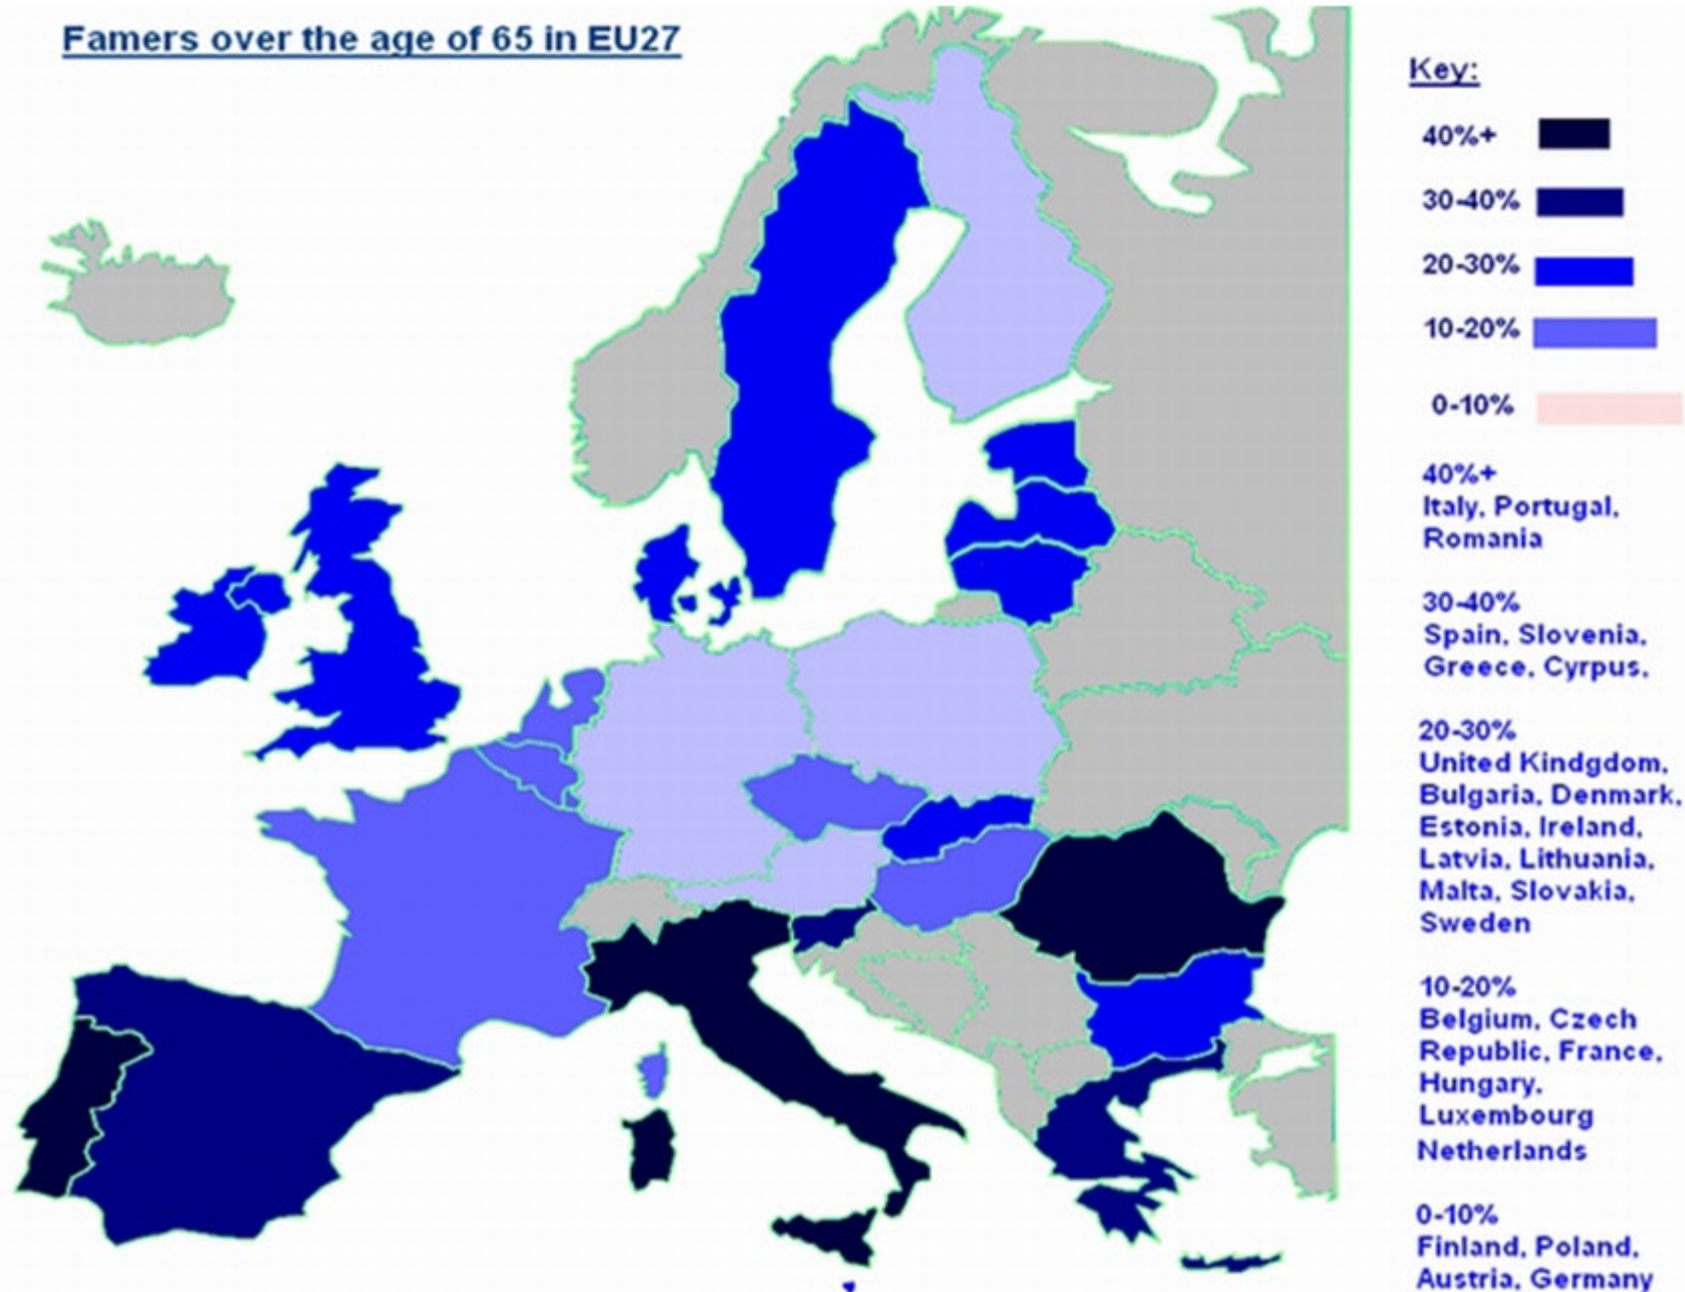 Famers over the age of 65 in EU27
Key:
40%+
30-40%
20-30%
10-20%
0-10%
40%+
Italy, Portugal,
Romania
30-40%
Spain, Slovenia,
Greece, Cyrpus,
20-30%
United Kindgdom,
Bulgaria, Denmark,
Estonia, Ireland,
Latvia, Lithuania,
Malta, Slovakia,
Sweden
10-20%
Belgium, Czech
Republic, France,
Hungary,
Luxembourg
Netherlands
0-10%
Finland, Poland,
Austria, Germany